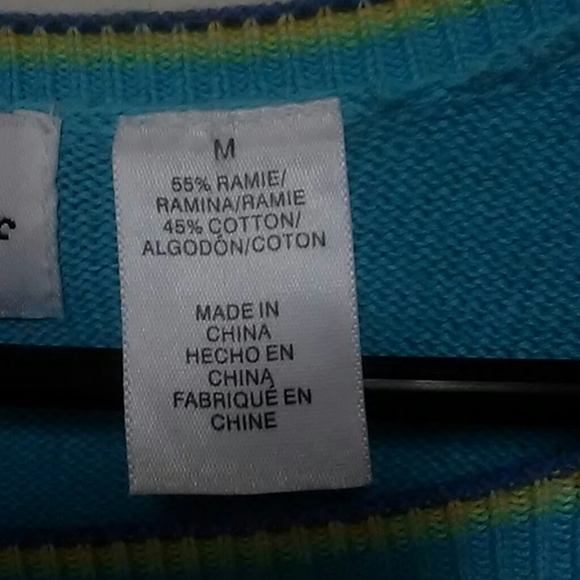 M
55% RAMIE/
RAMINA/RAMIE
45% COTTON/
ALGODÓN/COTON
MADE IN
CHINA
HECHO EN
CHINA
FABRIQUÉ EN
CHINE